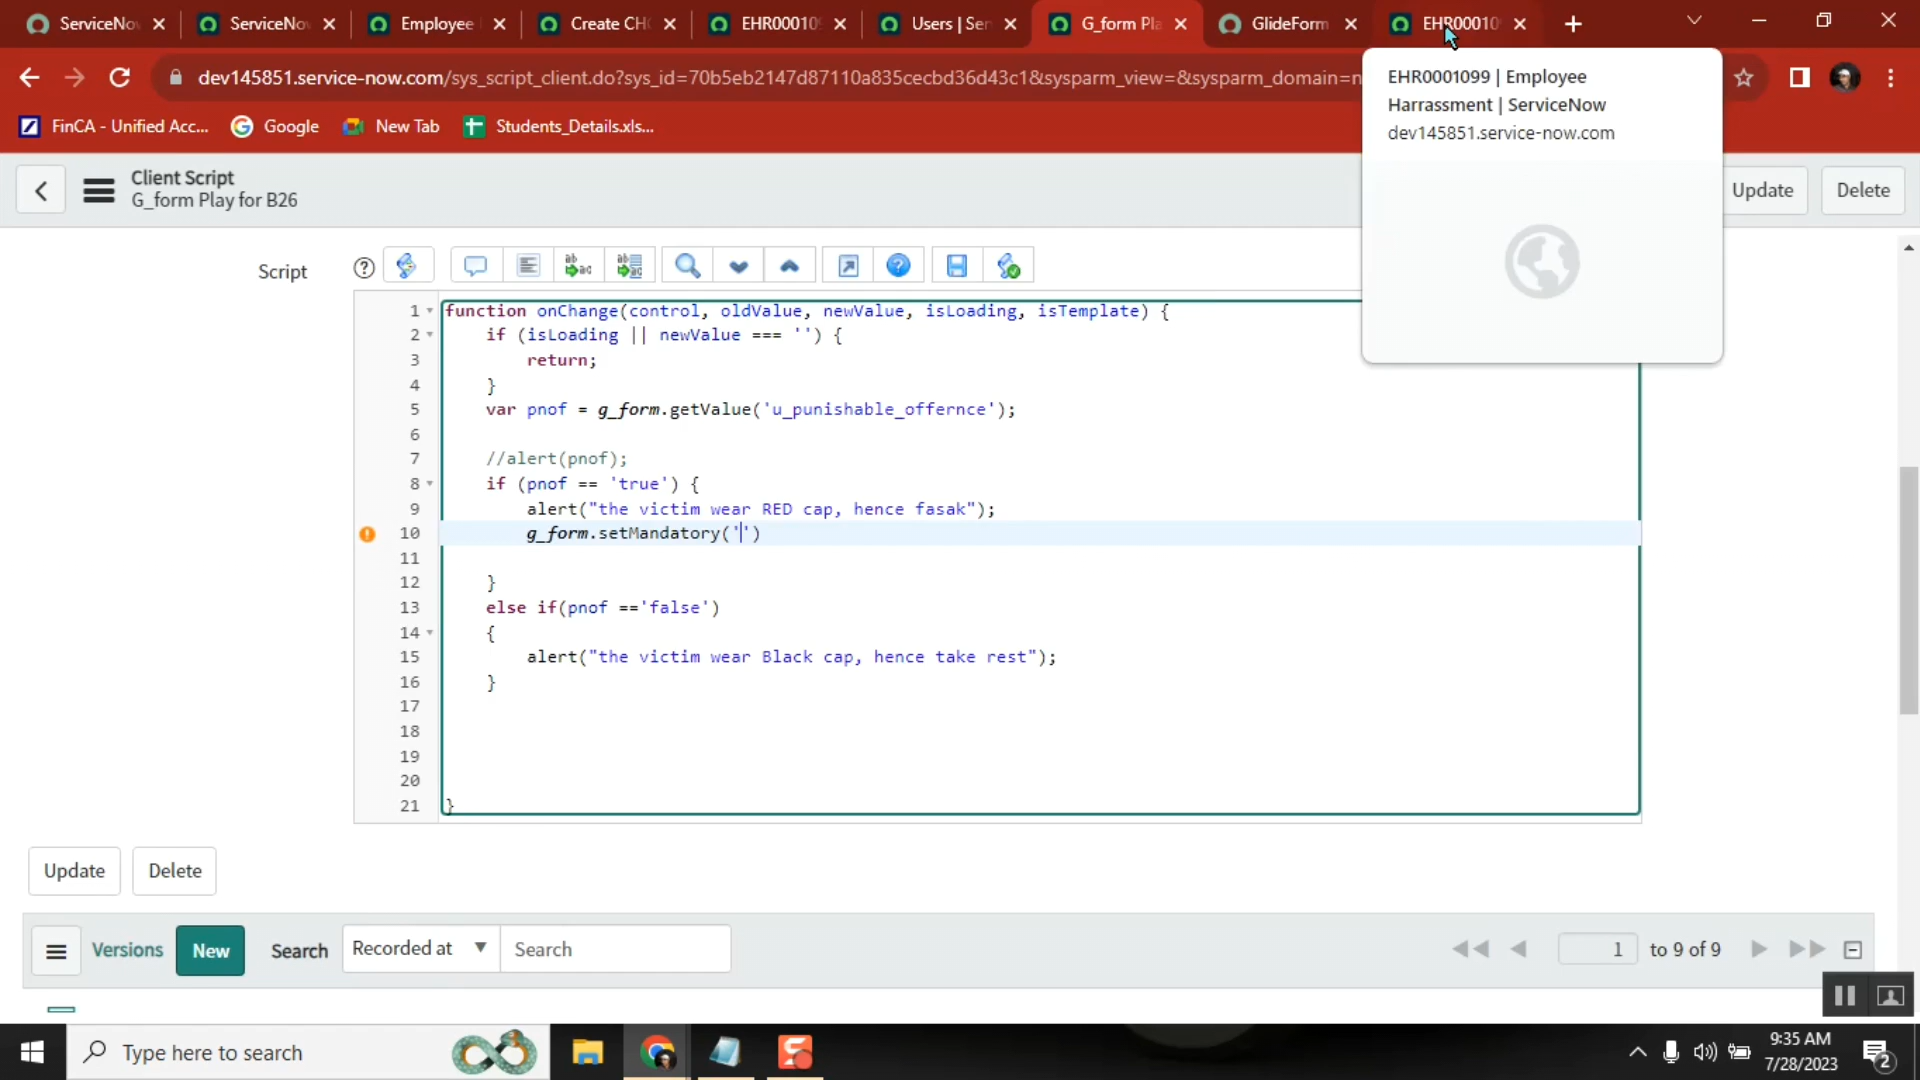 ServiceNo
ServiceNo
Employee
Create CH
EHR00010
Users | Ser
G_form Pla
GlideForm
EHR00010
dev145851.service-now.com/sys_script_client.do?sys_id=70b5eb2147d87110a835cecbd36d43c1&sysparm_view=&sysparm_domain=n
EHR0001099 | Employee
Harrassment | ServiceNow
dev145851.service-now.com
FinCA - Unified Acc...
Google
New Tab
Students_Details.xls...
Client Script
G_form Play for B26
Update
Delete
Script
1 function onChange(control, oldValue, newValue, isLoading, isTemplate) {
2 if (isLoading || newValue === '') {
3 return;
4 }
5 var pnof = g_form.getValue('u_punishable_offernce');
6
7 //alert(pnof);
8 if (pnof == 'true') {
9 alert("the victim wear RED cap, hence fasak");
10 g_form.setMandatory('')
11
12 }
13 else if(pnof =='false')
14 {
15 alert("the victim wear Black cap, hence take rest");
16 }
17
18
19
20
21 }
Update
Delete
Versions
New
Search
Recorded at
Search
1 to 9 of 9
Type here to search
9:35 AM
7/28/2023
2